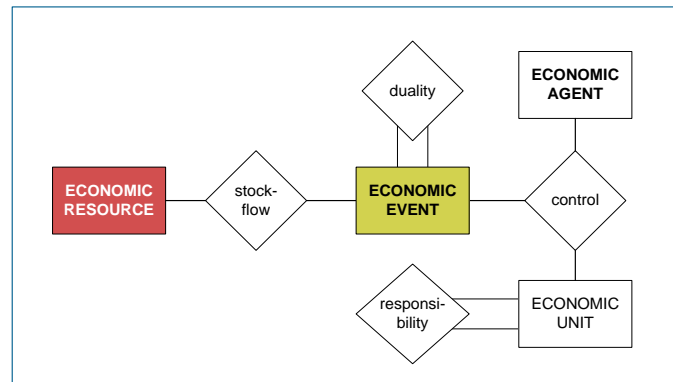 duality
ECONOMIC
AGENT
ECONOMIC
RESOURCE
stock-
flow
ECONOMIC
EVENT
control
responsi-
bility
ECONOMIC
UNIT